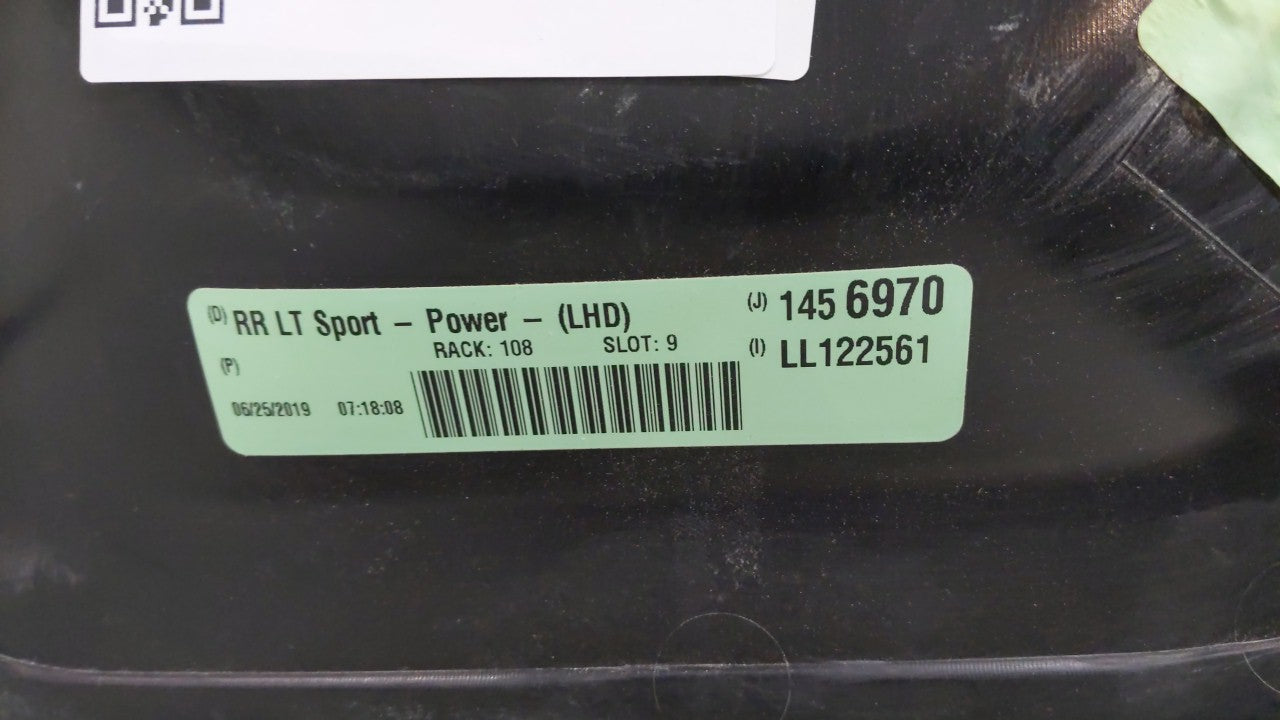 (D) RR LT Sport – Power – (LHD) (J) 145 6970
RACK: 108 SLOT: 9 (I) LL122561
(P)
06/25/2019 07:18:08